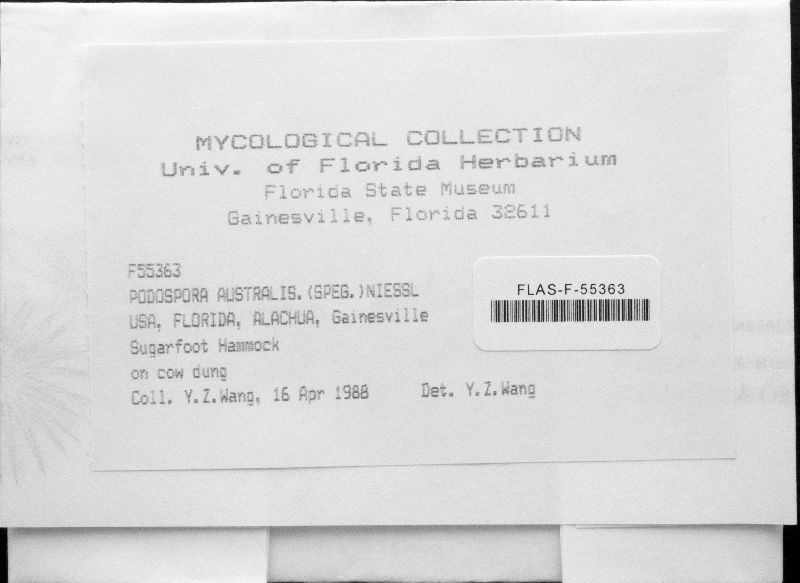 MYCOLOGICAL COLLECTION
Univ. of Florida Herbarium
Florida State Museum
Gainesville, Florida 32611
F55363
PODOSPORA AUSTRALIS.(SPEG.)NIESSL
USA, FLORIDA, ALACHUA, Gainesville
Sugarfoot Hammock
on cow dung
Coll. Y.Z.Wang, 16 Apr 1988 Det. Y.Z.Wang
FLAS-F-55363